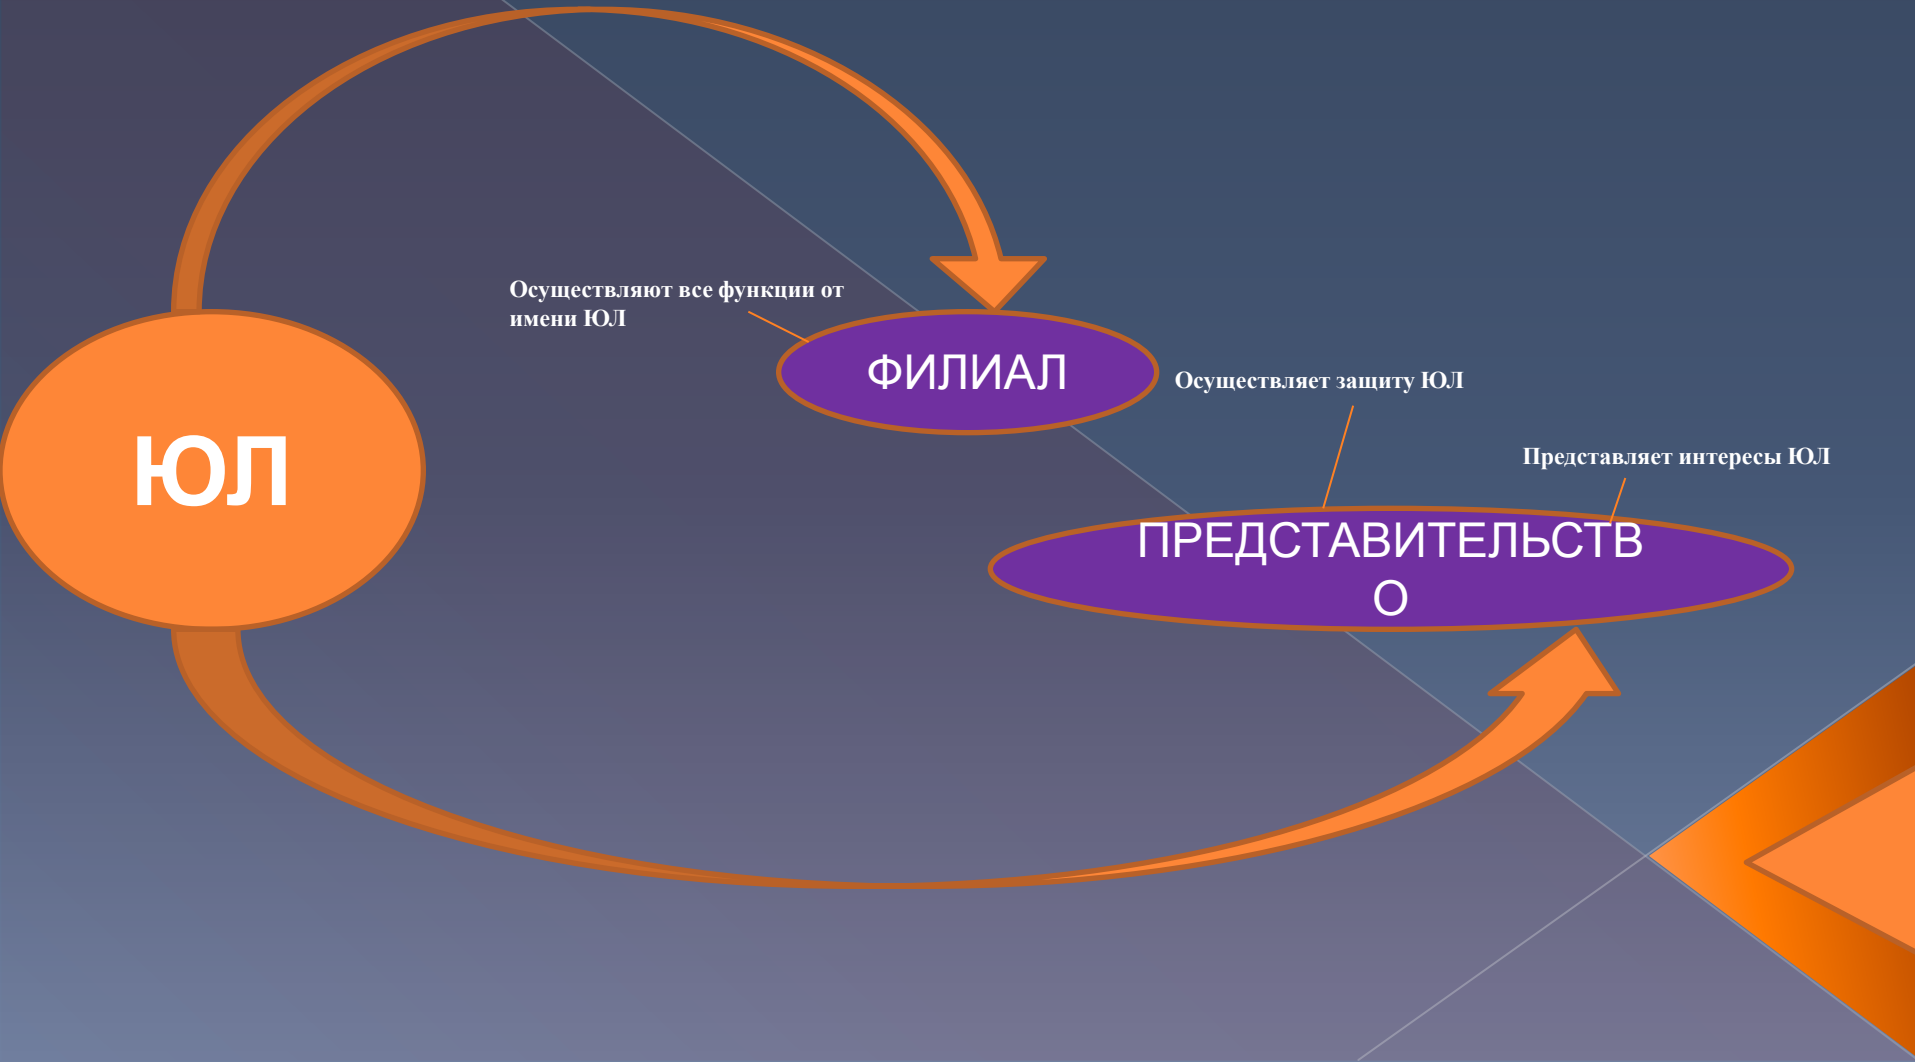 Осуществляют все функции от
имени ЮЛ
ФИЛИАЛ
Осуществляет защиту ЮЛ
Представляет интересы ЮЛ
ЮЛ
ПРЕДСТАВИТЕЛЬСТВ
О